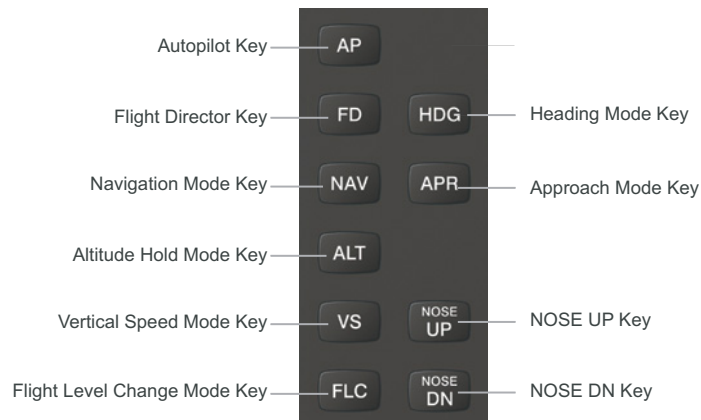 Autopilot Key
AP
Flight Director Key
FD
HDG
Heading Mode Key
Navigation Mode Key
NAV
APR
Approach Mode Key
Altitude Hold Mode Key
ALT
Vertical Speed Mode Key
VS
NOSE
UP
NOSE UP Key
Flight Level Change Mode Key
FLC
NOSE
DN
NOSE DN Key